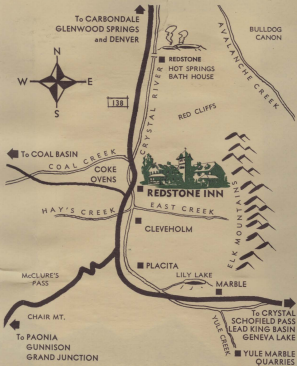 To CARBONDALE
GLENWOOD SPRINGS
and DENVER
BULLDOG
CANON
AVALANCHE CREEK
REDSTONE
HOT SPRINGS
BATH HOUSE
N
W
E
S
CRYSTAL RIVER
138
RED CLIFFS
To COAL BASIN
COAL CREEK
COKE
OVENS
REDSTONE INN
HAY'S CREEK
EAST CREEK
ELK MOUNTAINS
CLEVEHOLM
PLACITA
McCLURE'S
PASS
LILY LAKE
MARBLE
CHAIR MT.
To CRYSTAL
SCHOFIELD PASS
LEAD KING BASIN
GENEVA LAKE
To PAONIA
GUNNISON
GRAND JUNCTION
YULE CREEK
YULE MARBLE
QUARRIES